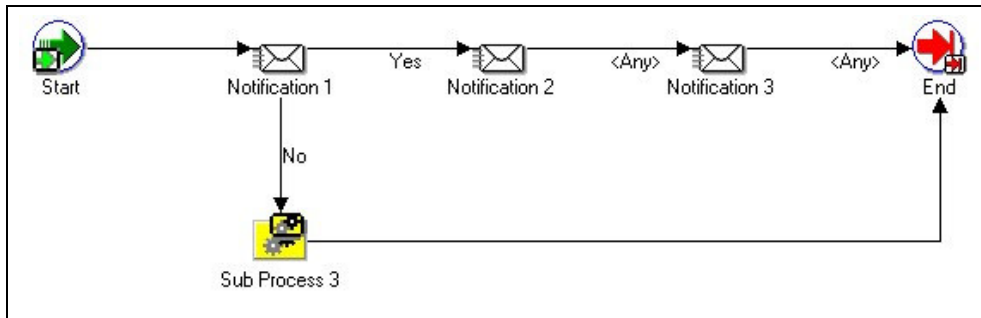 Yes
<Any>
<Any>
Start
Notification 1
Notification 2
Notification 3
End
No
Sub Process 3